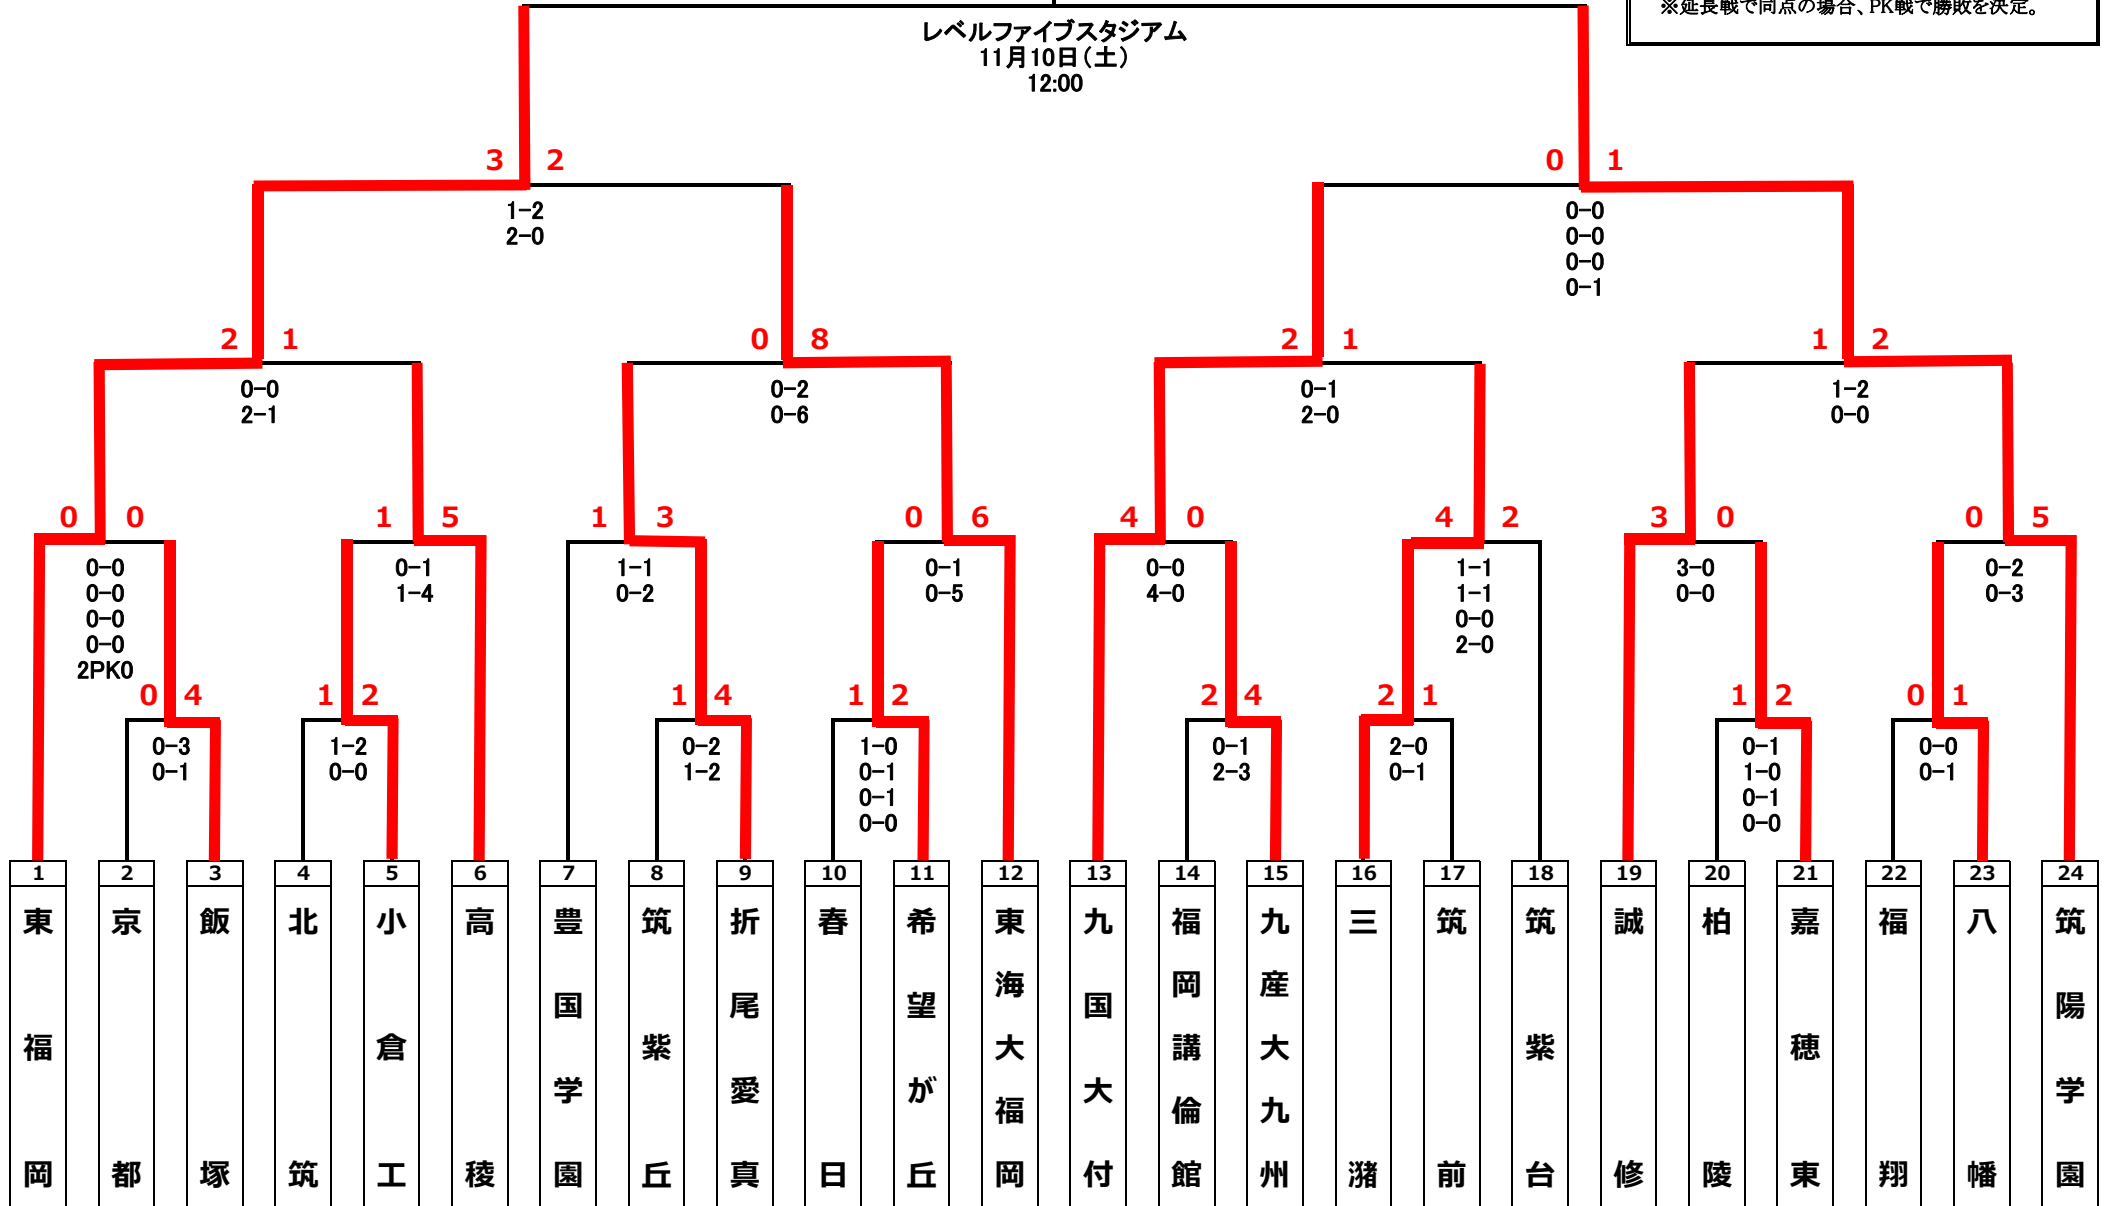 ※延長戦で同点の場合、PK戦で勝敗を決定。
レベルファイブスタジアム
11月10日(土)
12:00
3 2
0 1
1-2
2-0
0-0
0-0
0-0
0-1
2 1
0 8
2 1
1 2
0-0
2-1
0-2
0-6
0-1
2-0
1-2
0-0
0 0
1 5
1 3
0 6
4 0
4 2
3 0
0 5
0-0
0-0
0-0
0-0
2PK0
0-1
1-4
1-1
0-2
0-1
0-5
0-0
4-0
1-1
1-1
0-0
2-0
3-0
0-0
0-2
0-3
0 4
1 2
1 4
1 2
2 4
2 1
1 2
0 1
0-3
0-1
1-2
0-0
0-2
1-2
1-0
0-1
0-1
0-0
0-1
2-3
2-0
0-1
0-1
1-0
0-1
0-0
0-0
0-1
1 東福岡
2 京都
3 飯塚
4 北筑
5 小倉工
6 高稜
7 豊国学園
8 筑紫丘
9 折尾愛真
10 春日
11 希望が丘
12 東海大福岡
13 九国大付
14 福岡講倫館
15 九産大九州
16 三潴
17 筑前
18 筑紫台
19 誠修
20 柏陵
21 嘉穂東
22 福翔
23 八幡
24 筑陽学園